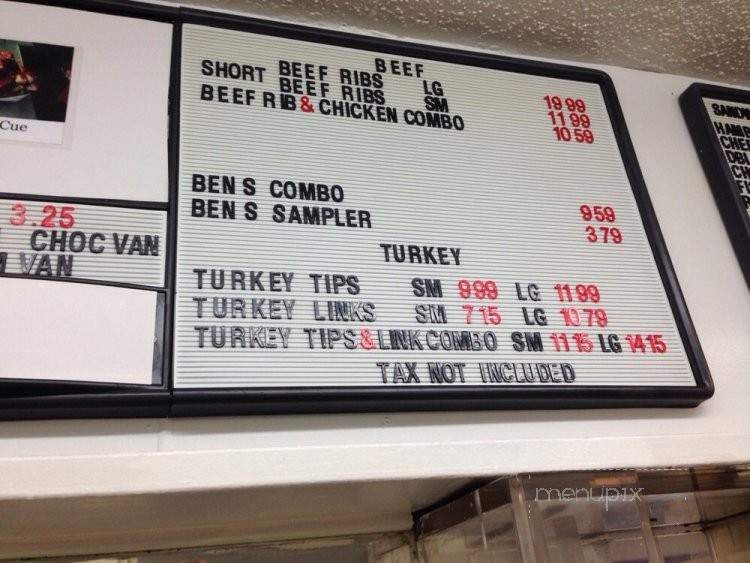 Cue
3.25
CHOC VAN
VAN
BEEF
SHORT BEEF RIBS LG 19 99
BEEF RIBS SM 11 99
BEEF RIB & CHICKEN COMBO 10 59
BEN S COMBO 9 59
BEN S SAMPLER 3 79
TURKEY
TURKEY TIPS SM 9 99 LG 11 99
TURKEY LINKS SM 7 15 LG 10 79
TURKEY TIPS & LINK COMBO SM 11 15 LG 14 15
TAX NOT INCLUDED
menupix